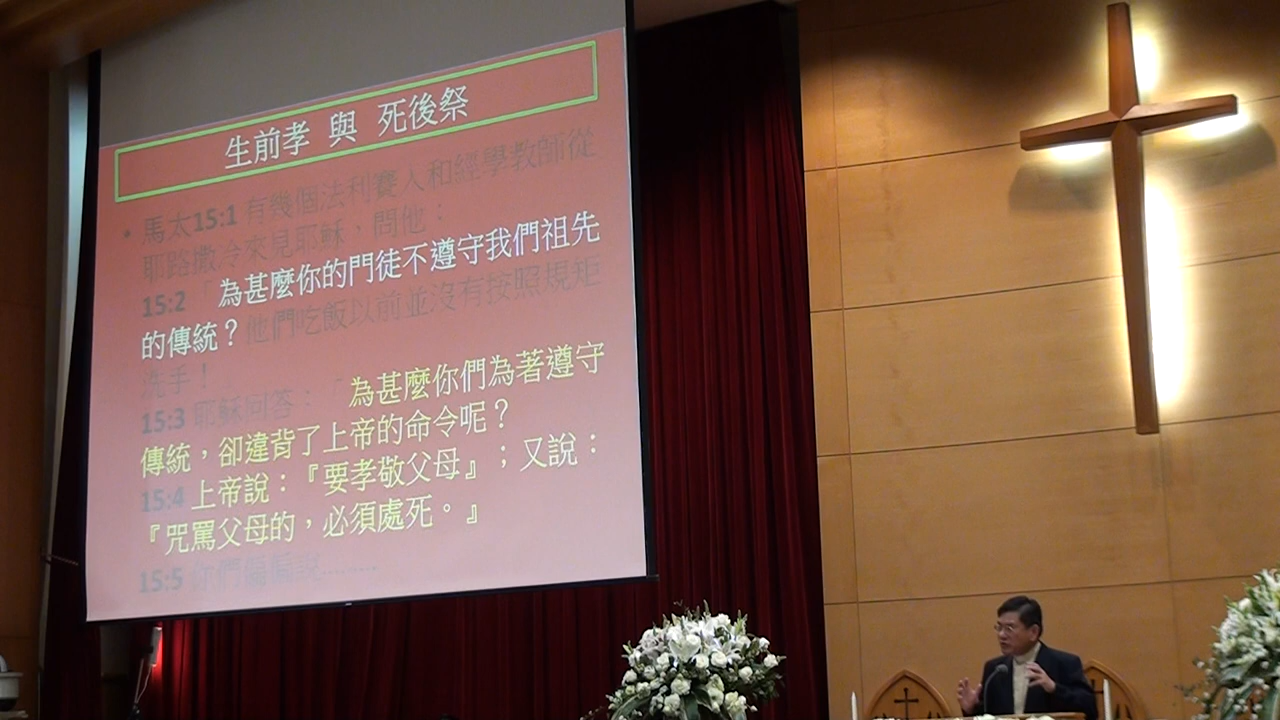 生前孝 與 死後祭
• 馬太15:1 有幾個法利賽人和經學教師從
耶路撒冷來見耶穌，問他：
15:2 「為甚麼你的門徒不遵守我們祖先
的傳統？他們吃飯以前並沒有按照規矩
洗手！
15:3 耶穌回答：「為甚麼你們為著遵守
傳統，卻違背了上帝的命令呢？
15:4 上帝說：『要孝敬父母』；又說：
『咒罵父母的，必須處死。』
15:5 你們偏偏說………